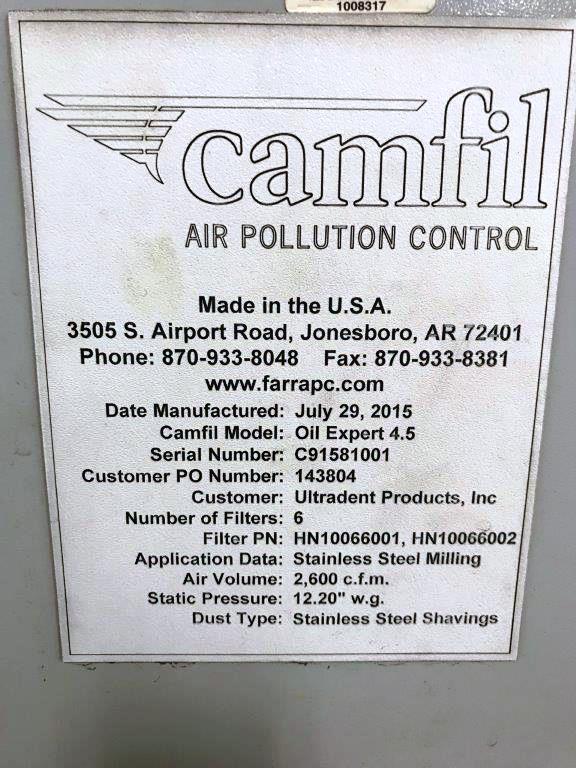 1008317
camfil
AIR POLLUTION CONTROL
Made in the U.S.A.
3505 S. Airport Road, Jonesboro, AR 72401
Phone: 870-933-8048 Fax: 870-933-8381
www.farrapc.com
Date Manufactured: July 29, 2015
Camfil Model: Oil Expert 4.5
Serial Number: C91581001
Customer PO Number: 143804
Customer: Ultradent Products, Inc
Number of Filters: 6
Filter PN: HN10066001, HN10066002
Application Data: Stainless Steel Milling
Air Volume: 2,600 c.f.m.
Static Pressure: 12.20" w.g.
Dust Type: Stainless Steel Shavings